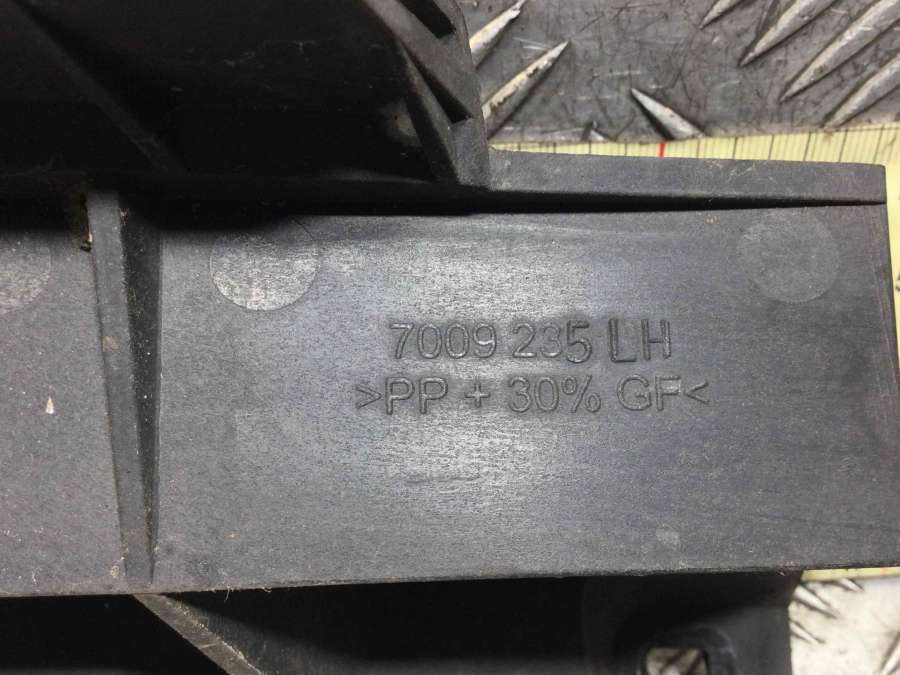 7009 235 LH
>PP + 30% GF<